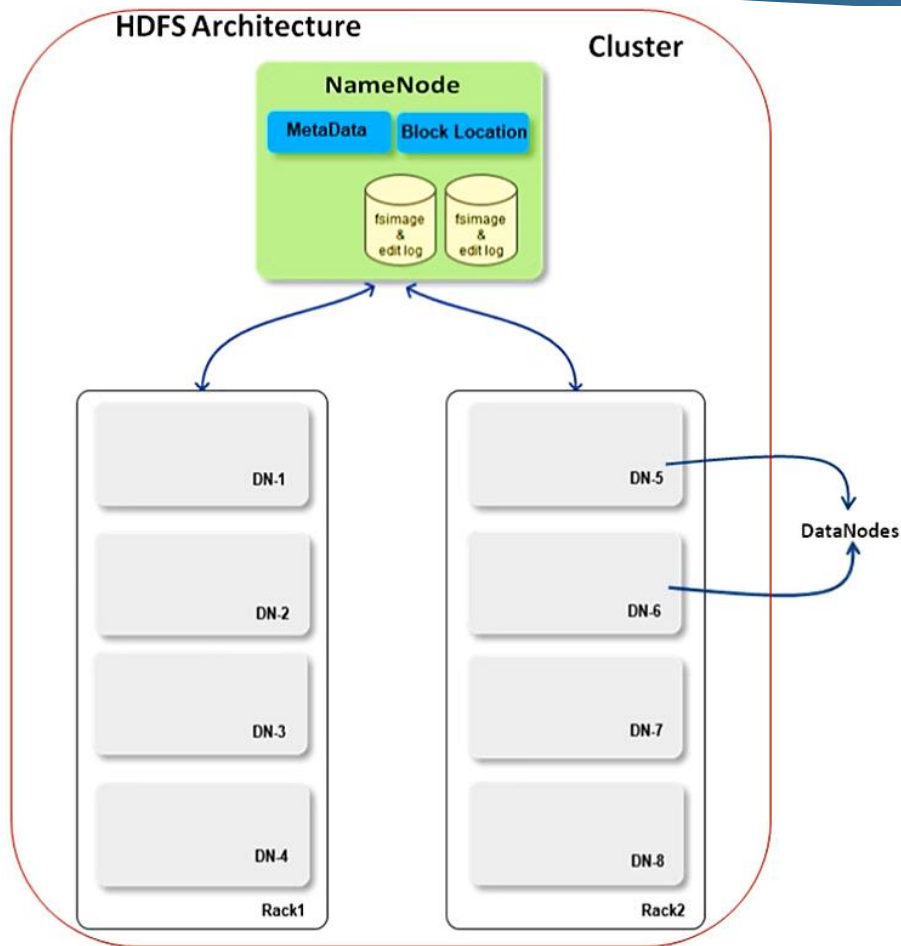 HDFS Architecture
Cluster
NameNode
MetaData
Block Location
fsimage
&
edit log
fsimage
&
edit log
DN-1
DN-2
DN-3
DN-4
Rack1
DN-5
DN-6
DN-7
DN-8
Rack2
DataNodes